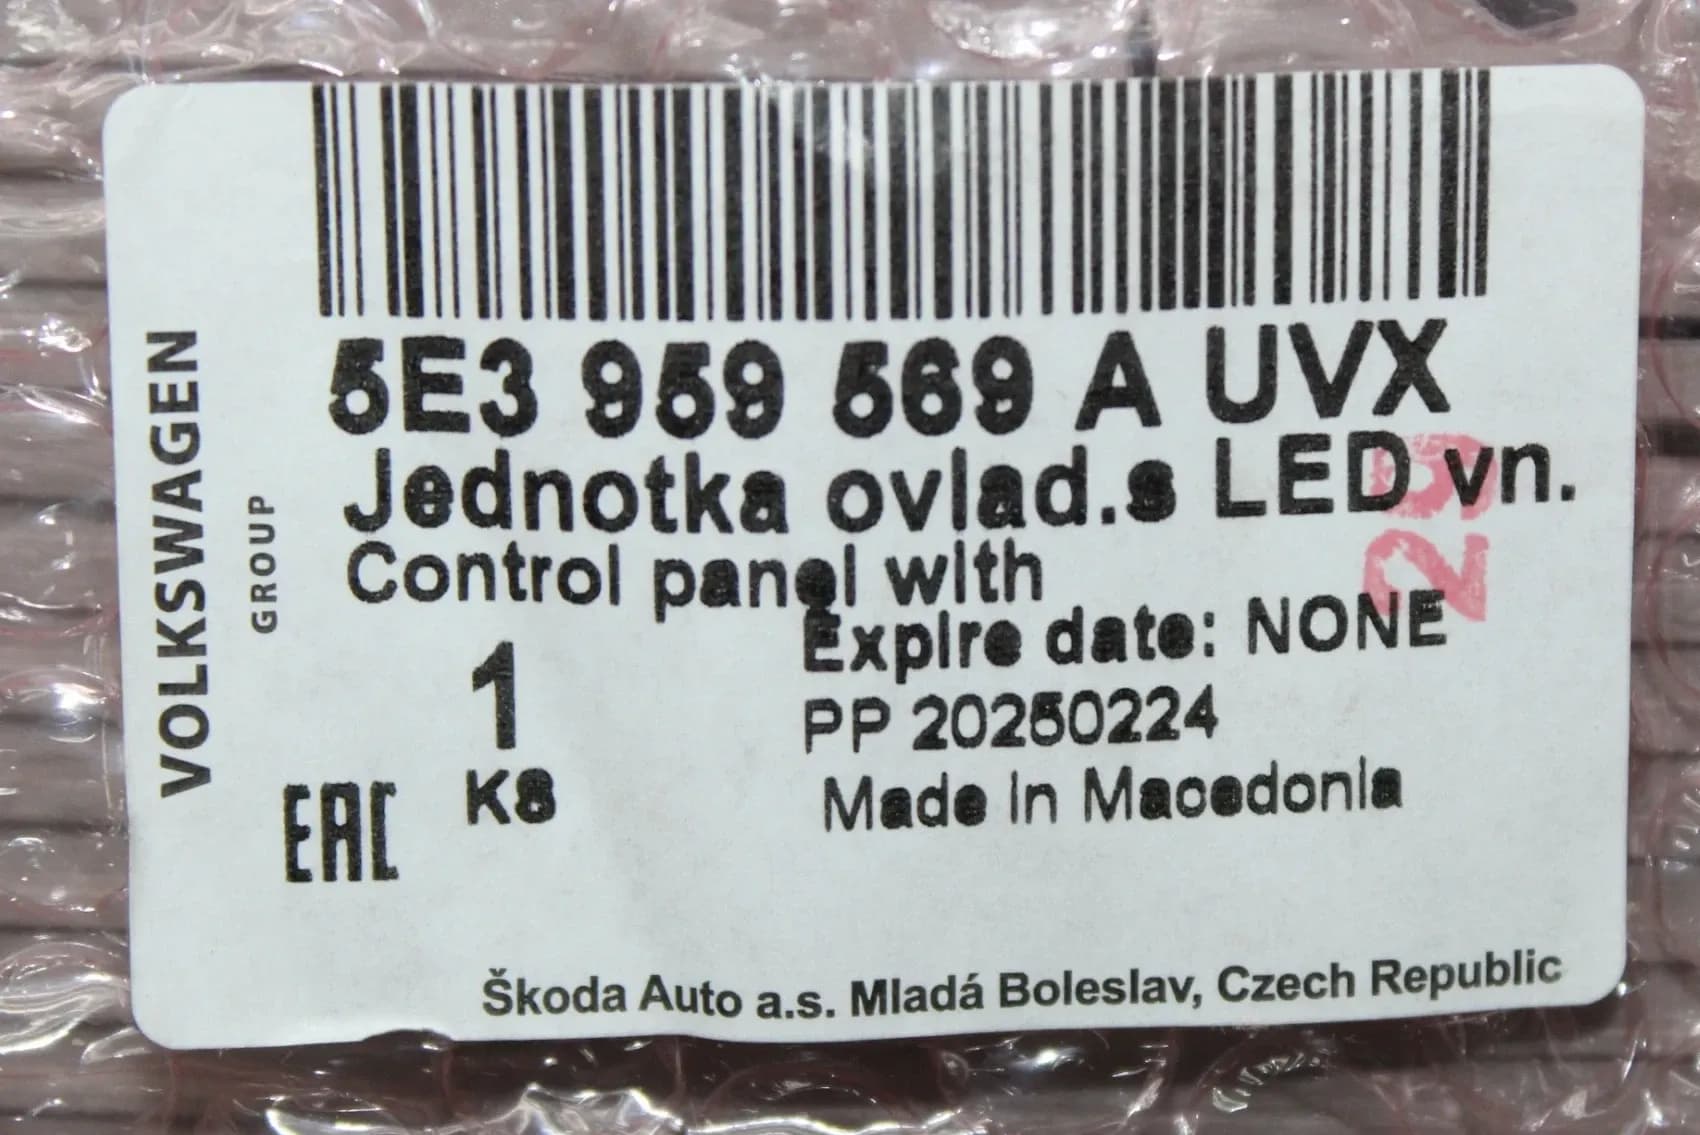 VOLKSWAGEN
GROUP
5E3 959 569 A UVX
Jednotka ovlad.s LED vn.
Control panel with
Expire date: NONE
1
PP 20250224
K8
Made in Macedonia
EAC
Škoda Auto a.s. Mladá Boleslav, Czech Republic